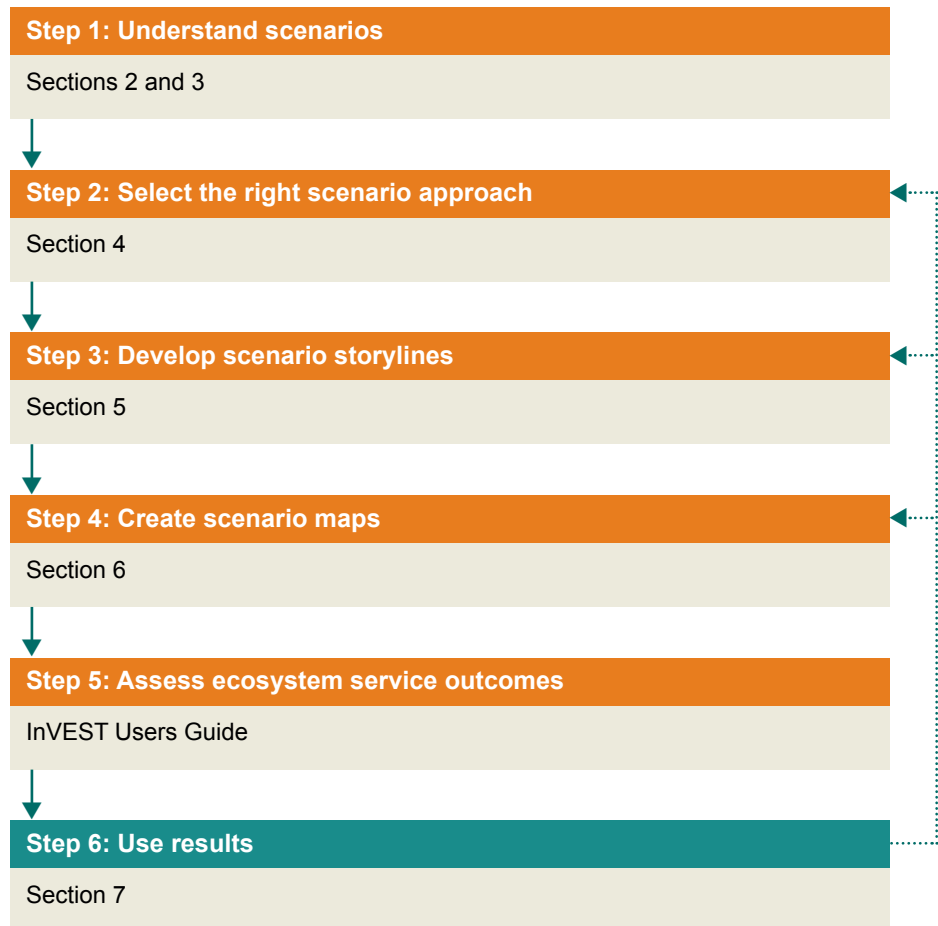 Step 1: Understand scenarios
Sections 2 and 3
Step 2: Select the right scenario approach
Section 4
Step 3: Develop scenario storylines
Section 5
Step 4: Create scenario maps
Section 6
Step 5: Assess ecosystem service outcomes
InVEST Users Guide
Step 6: Use results
Section 7